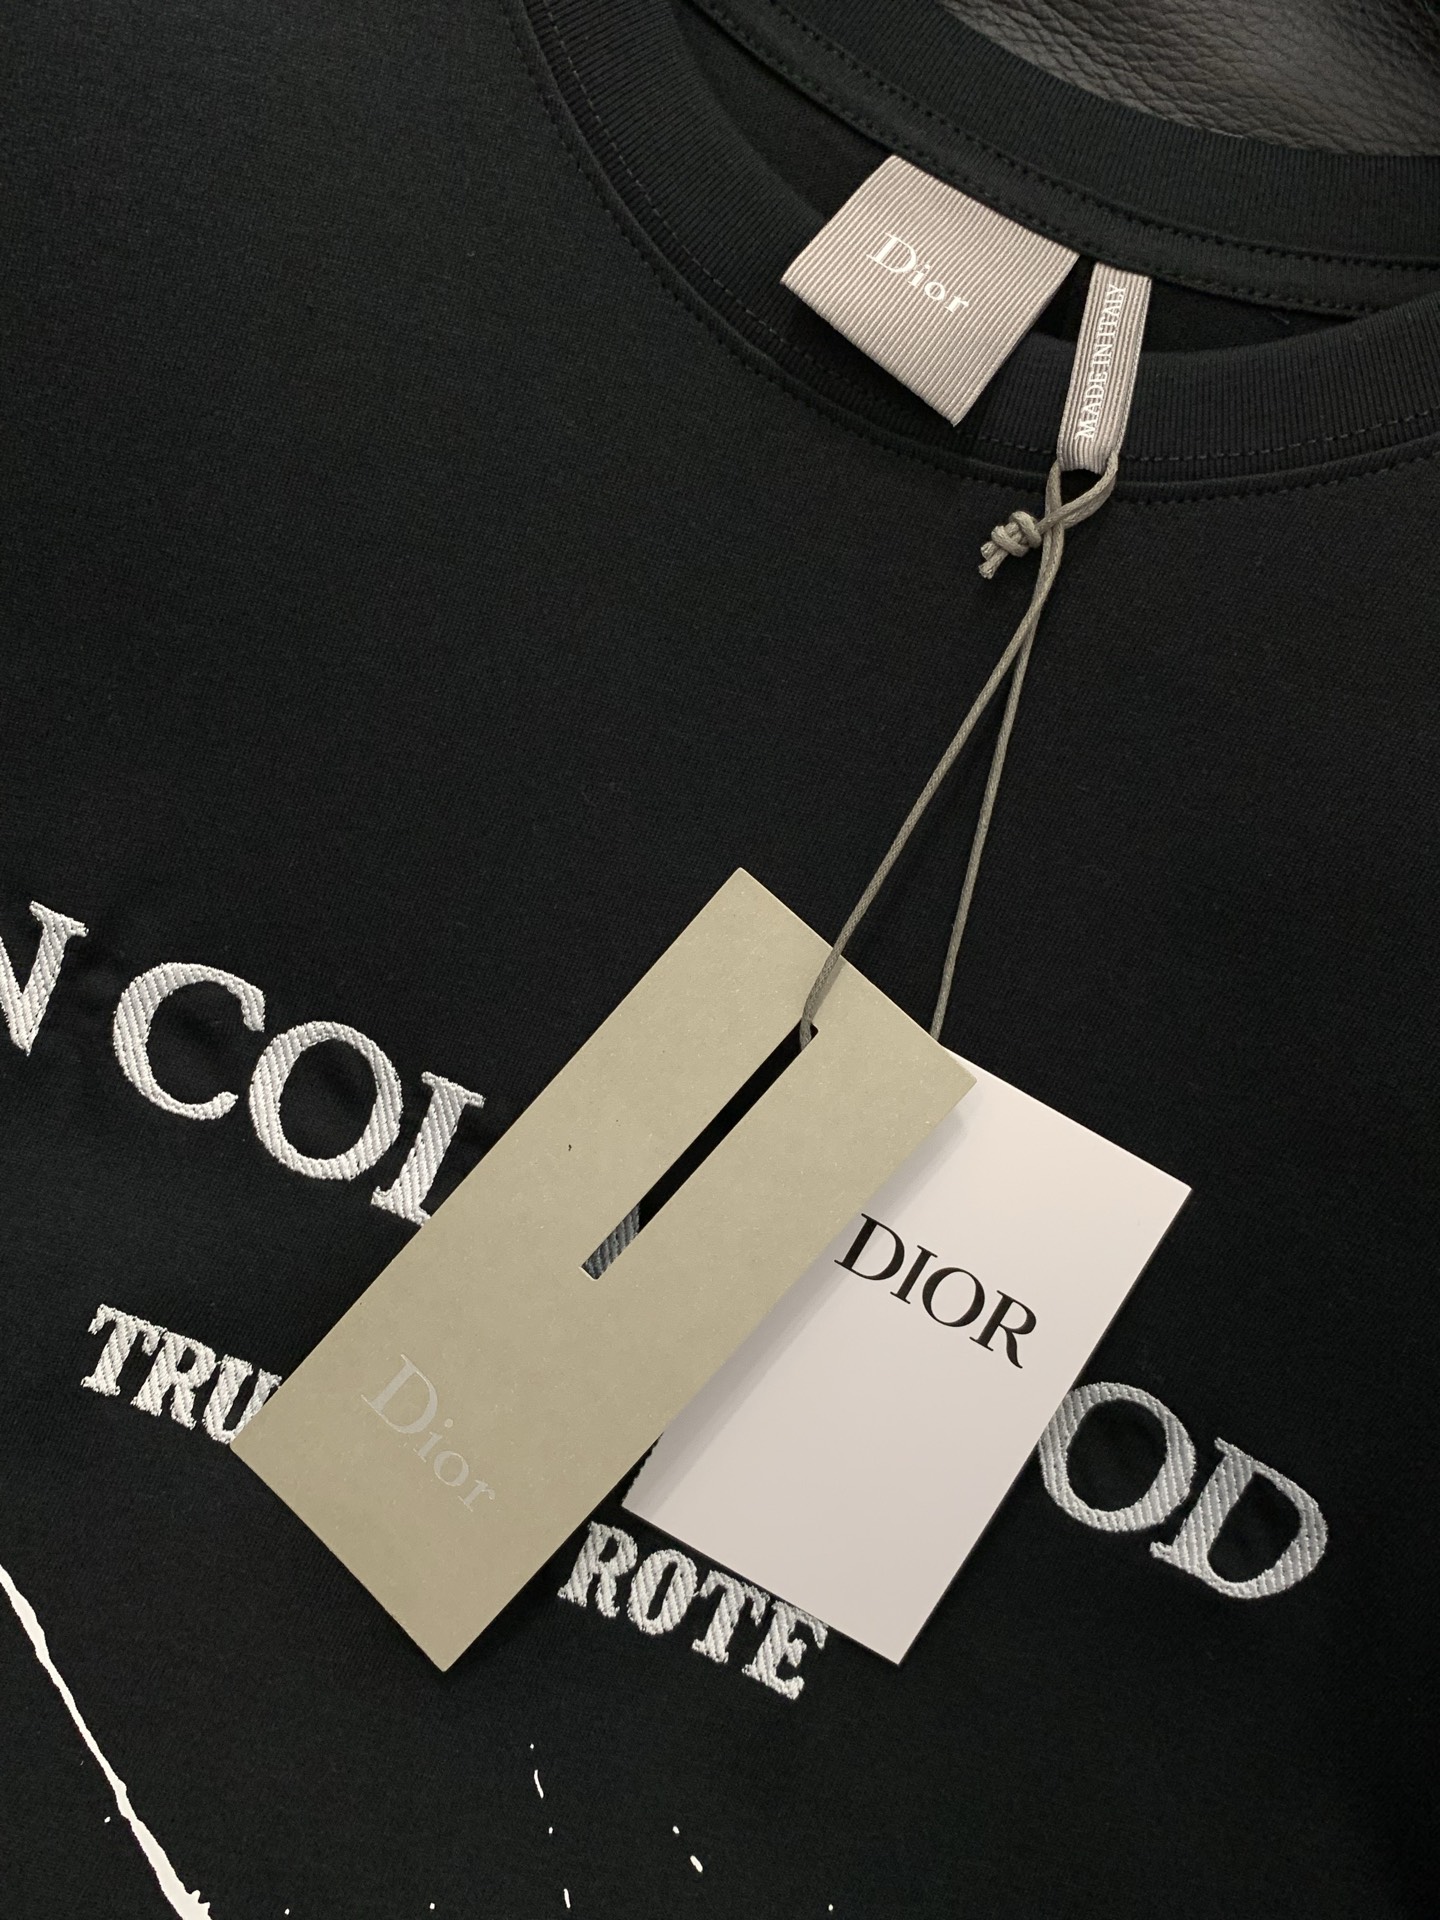 Dior
MADE IN ITALY
N COL OD
TRU ROTE
Dior
DIOR